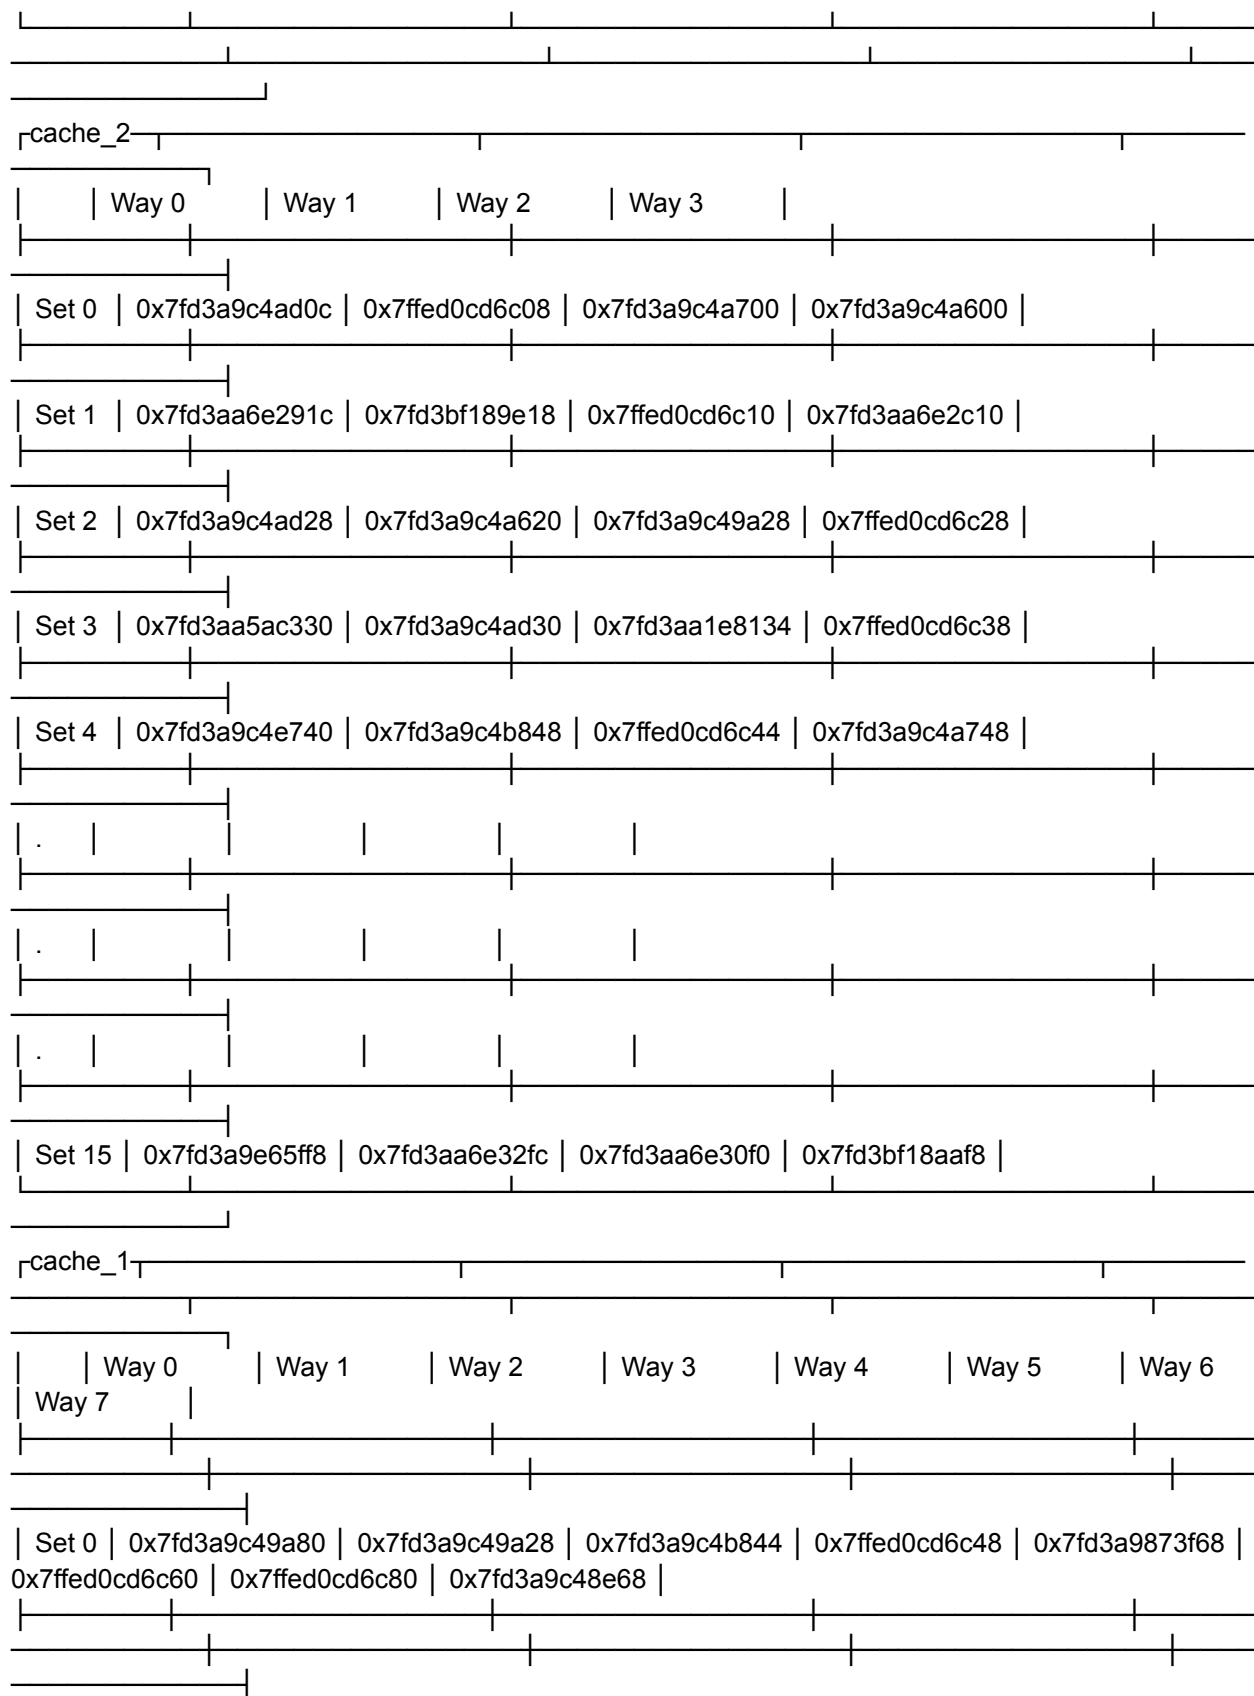 cache_2
│ │ Way 0 │ Way 1 │ Way 2 │ Way 3 │
│ Set 0 │ 0x7fd3a9c4ad0c │ 0x7ffed0cd6c08 │ 0x7fd3a9c4a700 │ 0x7fd3a9c4a600 │
│ Set 1 │ 0x7fd3aa6e291c │ 0x7fd3bf189e18 │ 0x7ffed0cd6c10 │ 0x7fd3aa6e2c10 │
│ Set 2 │ 0x7fd3a9c4ad28 │ 0x7fd3a9c4a620 │ 0x7fd3a9c49a28 │ 0x7ffed0cd6c28 │
│ Set 3 │ 0x7fd3aa5ac330 │ 0x7fd3a9c4ad30 │ 0x7fd3aa1e8134 │ 0x7ffed0cd6c38 │
│ Set 4 │ 0x7fd3a9c4e740 │ 0x7fd3a9c4b848 │ 0x7ffed0cd6c44 │ 0x7fd3a9c4a748 │
│ . │ │ │ │ │
│ . │ │ │ │ │
│ . │ │ │ │ │
│ Set 15 │ 0x7fd3a9e65ff8 │ 0x7fd3aa6e32fc │ 0x7fd3aa6e30f0 │ 0x7fd3bf18aaf8 │
cache_1
│ │ Way 0 │ Way 1 │ Way 2 │ Way 3 │ Way 4 │ Way 5 │ Way 6
│ Way 7 │
│ Set 0 │ 0x7fd3a9c49a80 │ 0x7fd3a9c49a28 │ 0x7fd3a9c4b844 │ 0x7ffed0cd6c48 │ 0x7fd3a9873f68 │
0x7ffed0cd6c60 │ 0x7ffed0cd6c80 │ 0x7fd3a9c48e68 │